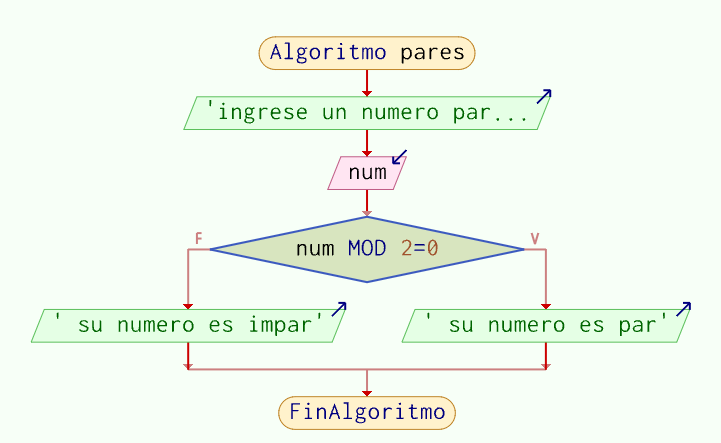 Algoritmo pares
'ingrese un numero par...
num
F
V
num MOD 2=0
' su numero es impar'
' su numero es par'
FinAlgoritmo